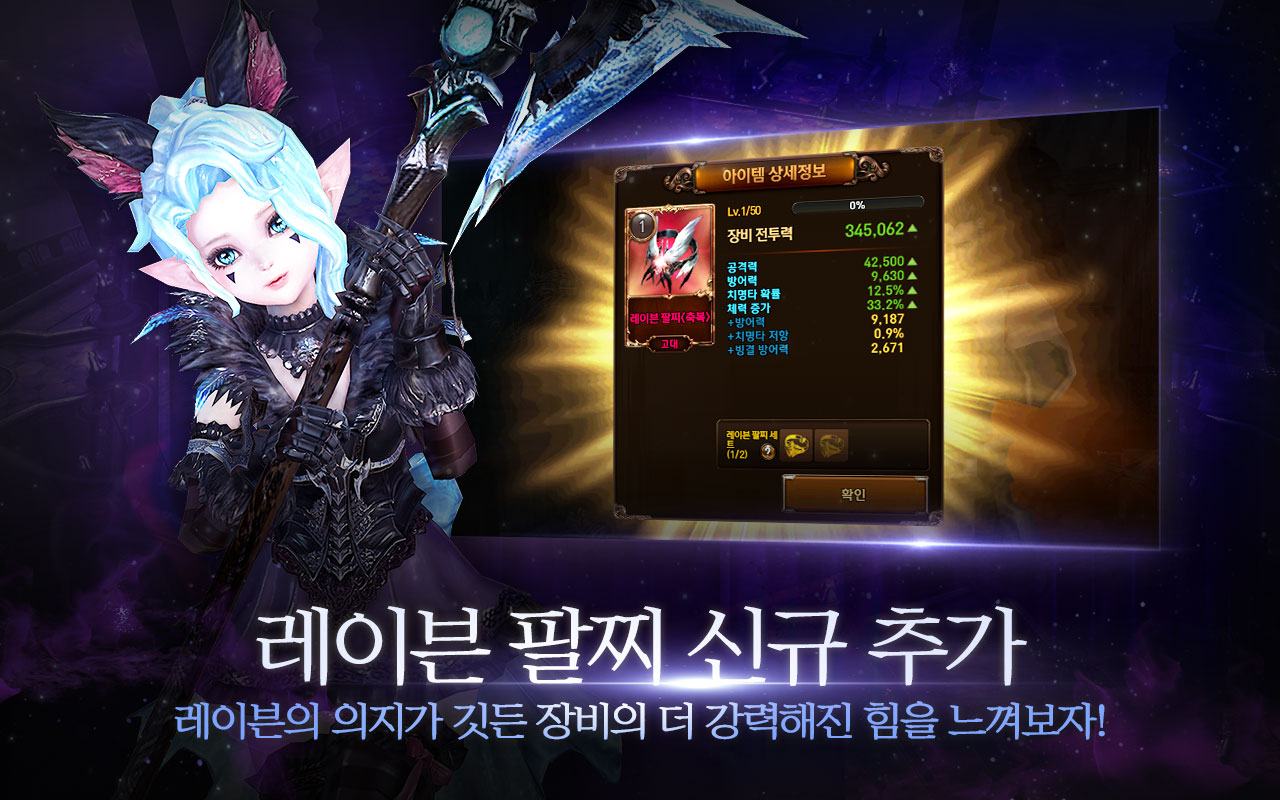 아이템 상세정보
Lv.1/50
0%
1
장비 전투력
345,062
공격력
42,500
방어력
9,630
치명타 확률
12.5%
체력 증가
33.2%
+방어력
9,187
+치명타 저항
0.9%
+빙결 방어력
2,671
레이븐 팔찌(축복)
고대
레이븐 팔찌 세
트
(1/2)
?
확인
레이븐 팔찌 신규 추가
레이븐의 의지가 깃든 장비의 더 강력해진 힘을 느껴보자!